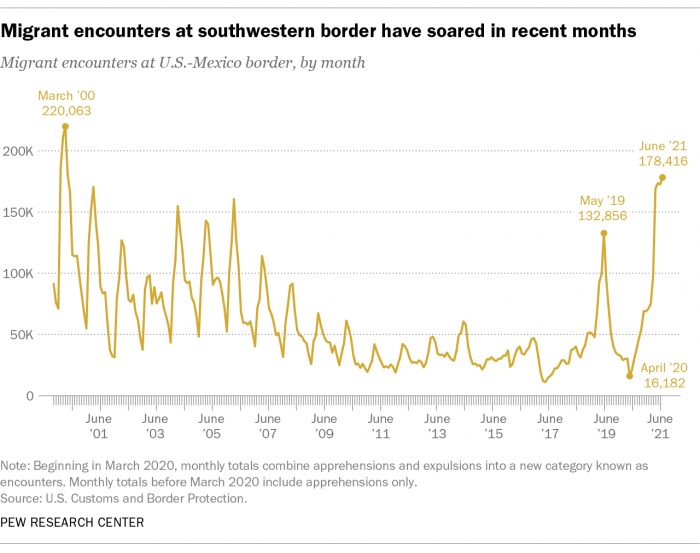 Migrant encounters at southwestern border have soared in recent months
Migrant encounters at U.S.-Mexico border, by month
March '00
220,063
June '21
178,416
200K
May '19
132,856
150K
100K
50K
April '20
16,182
0
June June June June June June June June June June June
'01 '03 '05 '07 '09 '11 '13 '15 '17 '19 '21
Note: Beginning in March 2020, monthly totals combine apprehensions and expulsions into a new category known as
encounters. Monthly totals before March 2020 include apprehensions only.
Source: U.S. Customs and Border Protection.
PEW RESEARCH CENTER